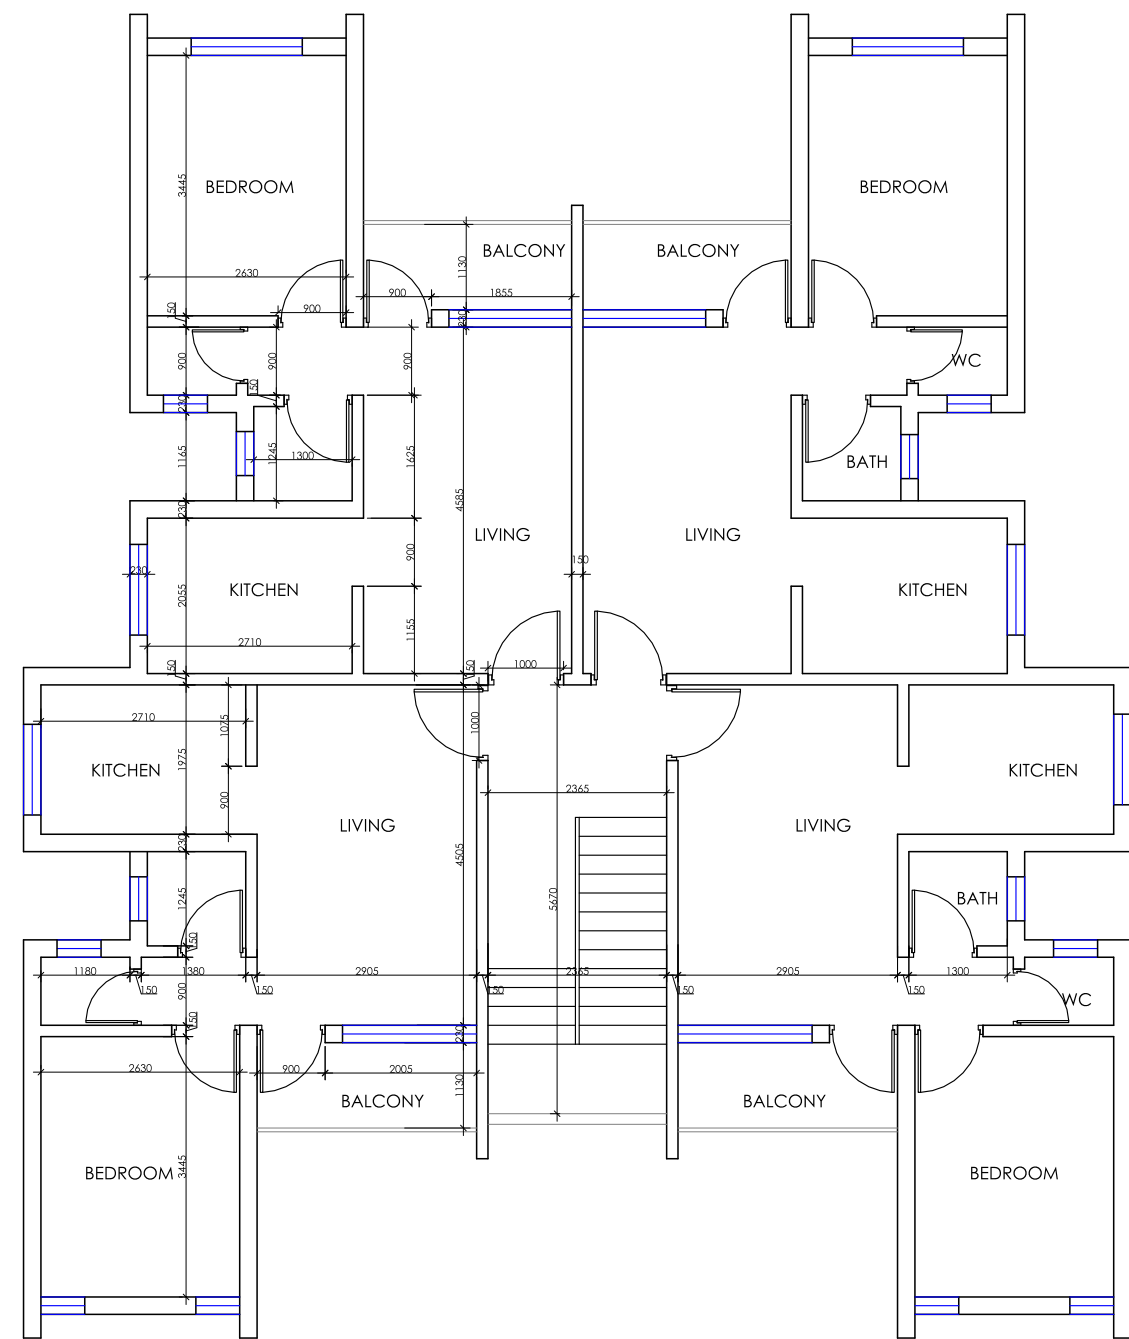 BEDROOM
BEDROOM
3445
BALCONY
BALCONY
1130
2630
900
1855
900
150
230
900
900
900
WC
150
230
1165
1245
1300
1625
BATH
4585
230
LIVING
LIVING
900
150
230
KITCHEN
KITCHEN
2055
1155
2710
150
1000
150
2710
1075
1000
1975
KITCHEN
KITCHEN
2365
900
LIVING
LIVING
230
4505
1245
5670
BATH
150
1180
1380
2905
2365
2905
1300
150
150
150
150
150
900
WC
150
230
2630
900
2005
1130
BALCONY
BALCONY
BEDROOM
3445
BEDROOM